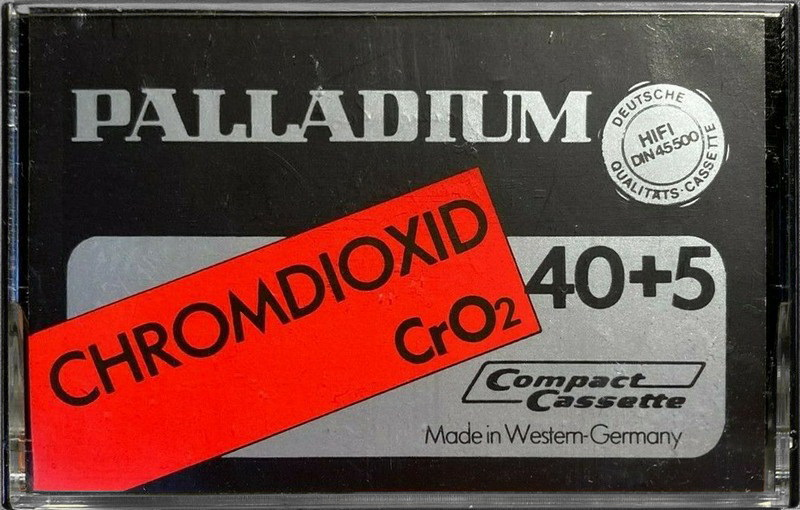 PALLADIUM
DEUTSCHE
HIFI
DIN 45500
QUALITÄTS-CASSETTE
CHROMDIOXID
CrO2
40+5
Compact
Cassette
Made in Western-Germany